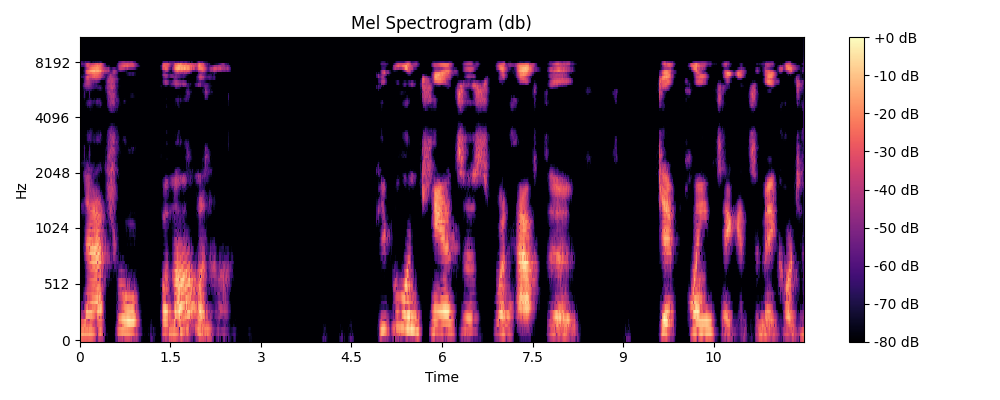 Mel Spectrogram (db)
Hz
8192
4096
2048
1024
512
0
0 1.5 3 4.5 6 7.5 9 10
Time
+0 dB
-10 dB
-20 dB
-30 dB
-40 dB
-50 dB
-60 dB
-70 dB
-80 dB